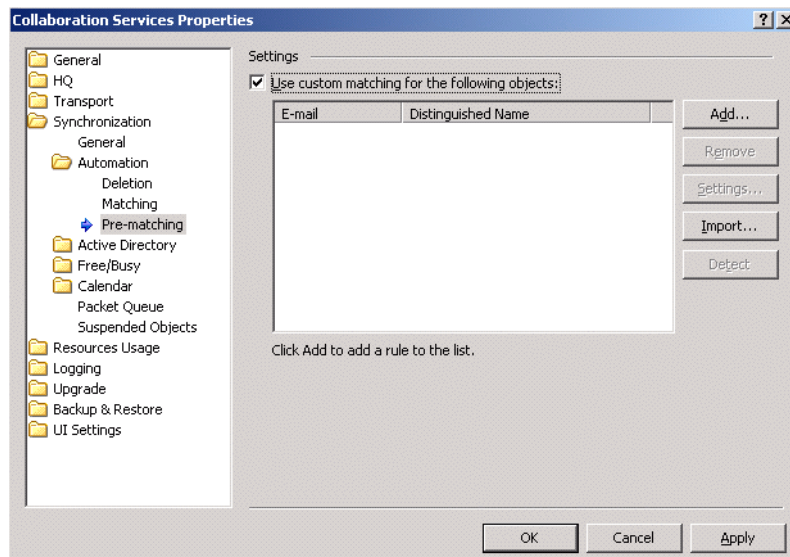 Collaboration Services Properties
General
HQ
Transport
Synchronization
General
Automation
Deletion
Matching
Pre-matching
Active Directory
Free/Busy
Calendar
Packet Queue
Suspended Objects
Resources Usage
Logging
Upgrade
Backup & Restore
UI Settings
Settings
Use custom matching for the following objects:
E-mail Distinguished Name
Add...
Remove
Settings...
Import...
Detect
Click Add to add a rule to the list.
OK Cancel Apply